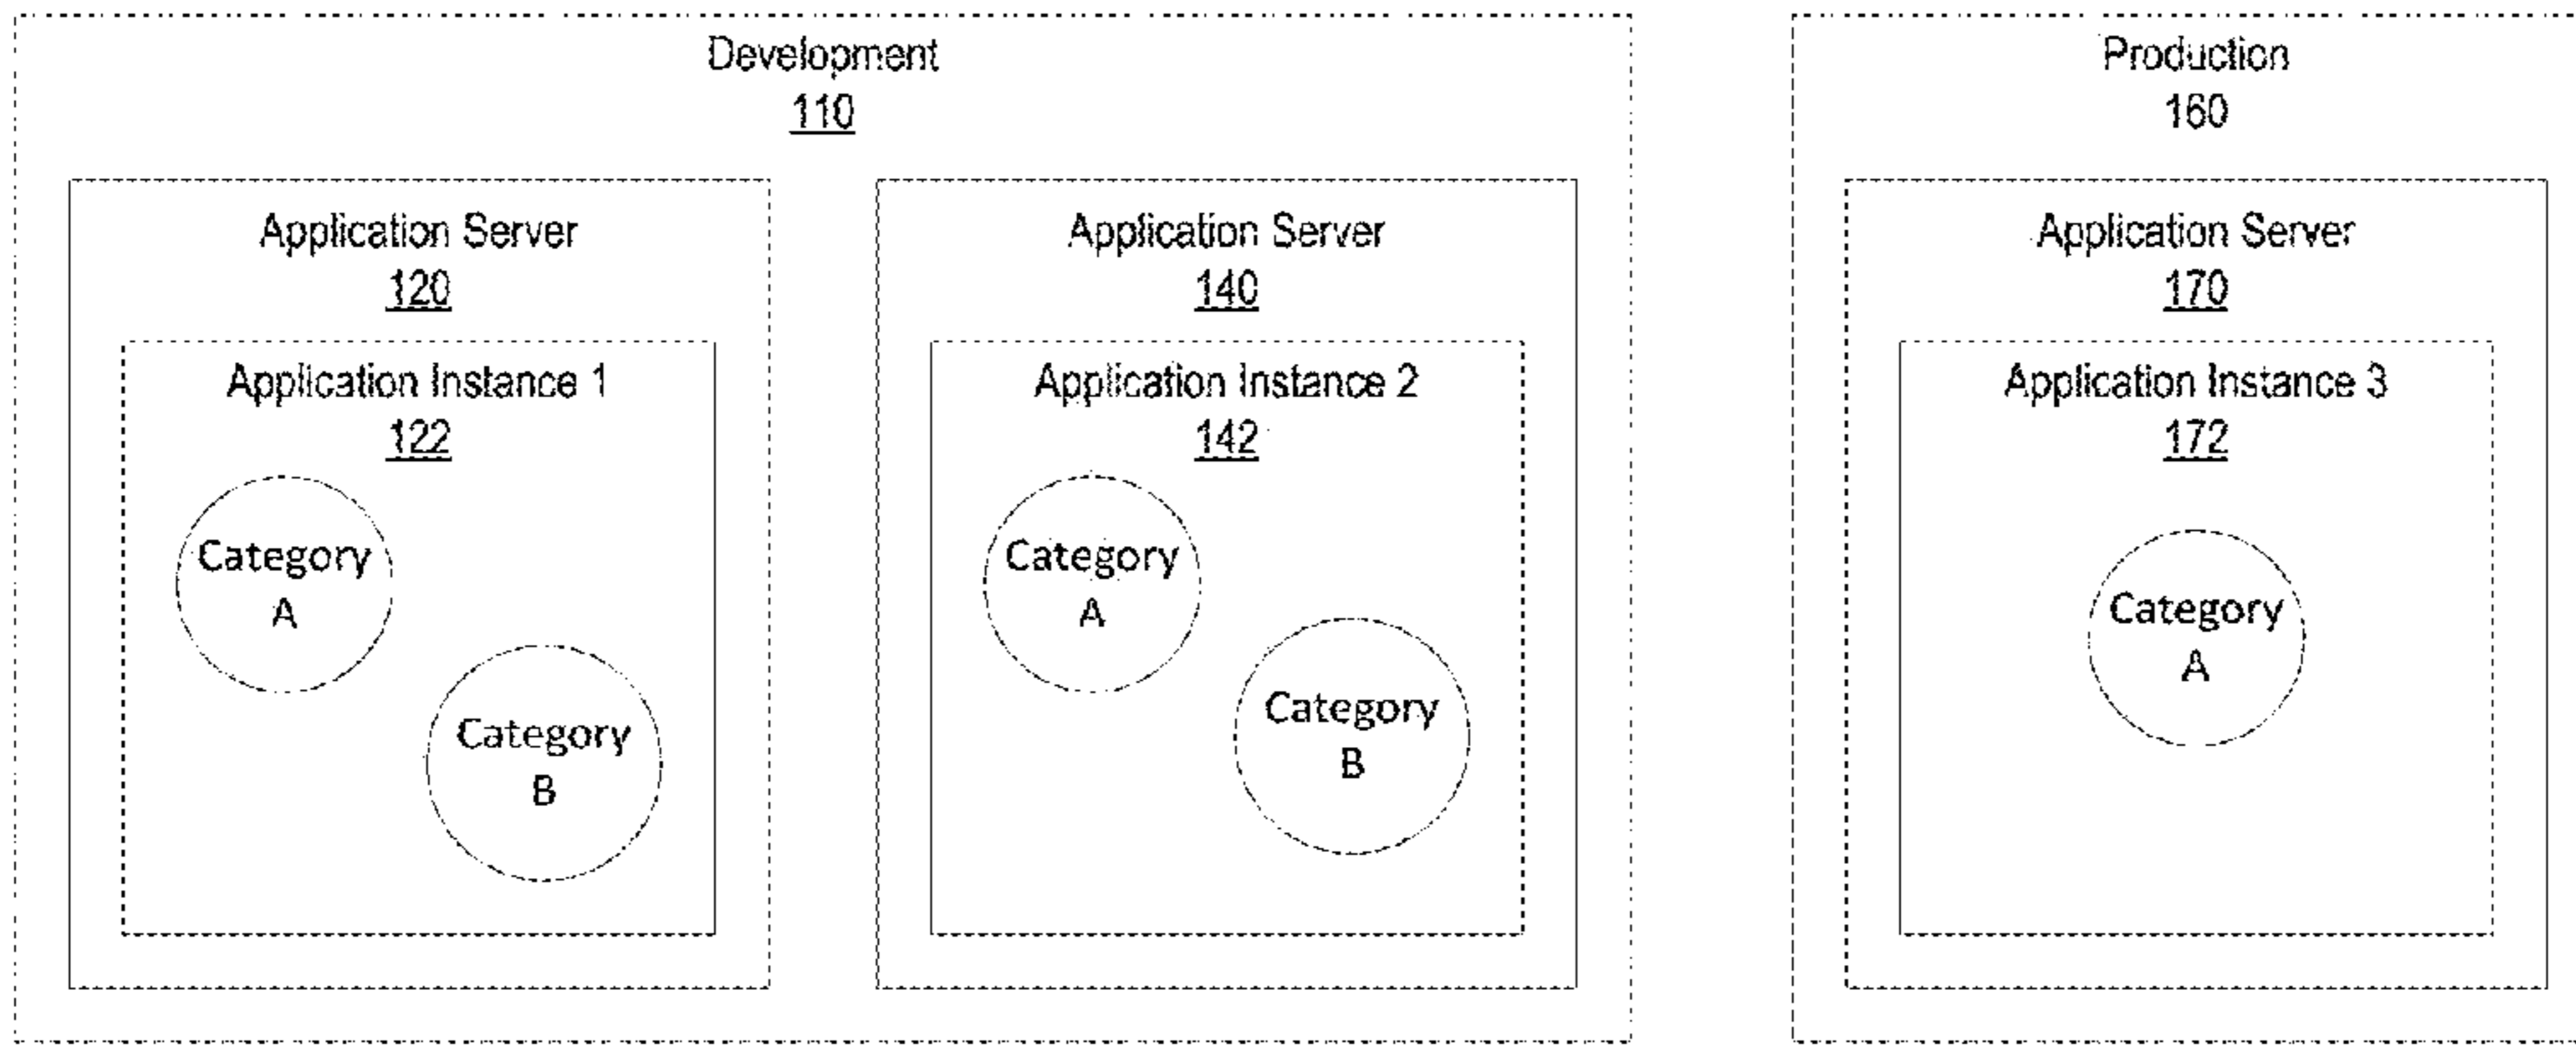 Development
110
Application Server
120
Application Instance 1
122
Category
A
Category
B
Application Server
140
Application Instance 2
142
Category
A
Category
B
Production
160
Application Server
170
Application Instance 3
172
Category
A